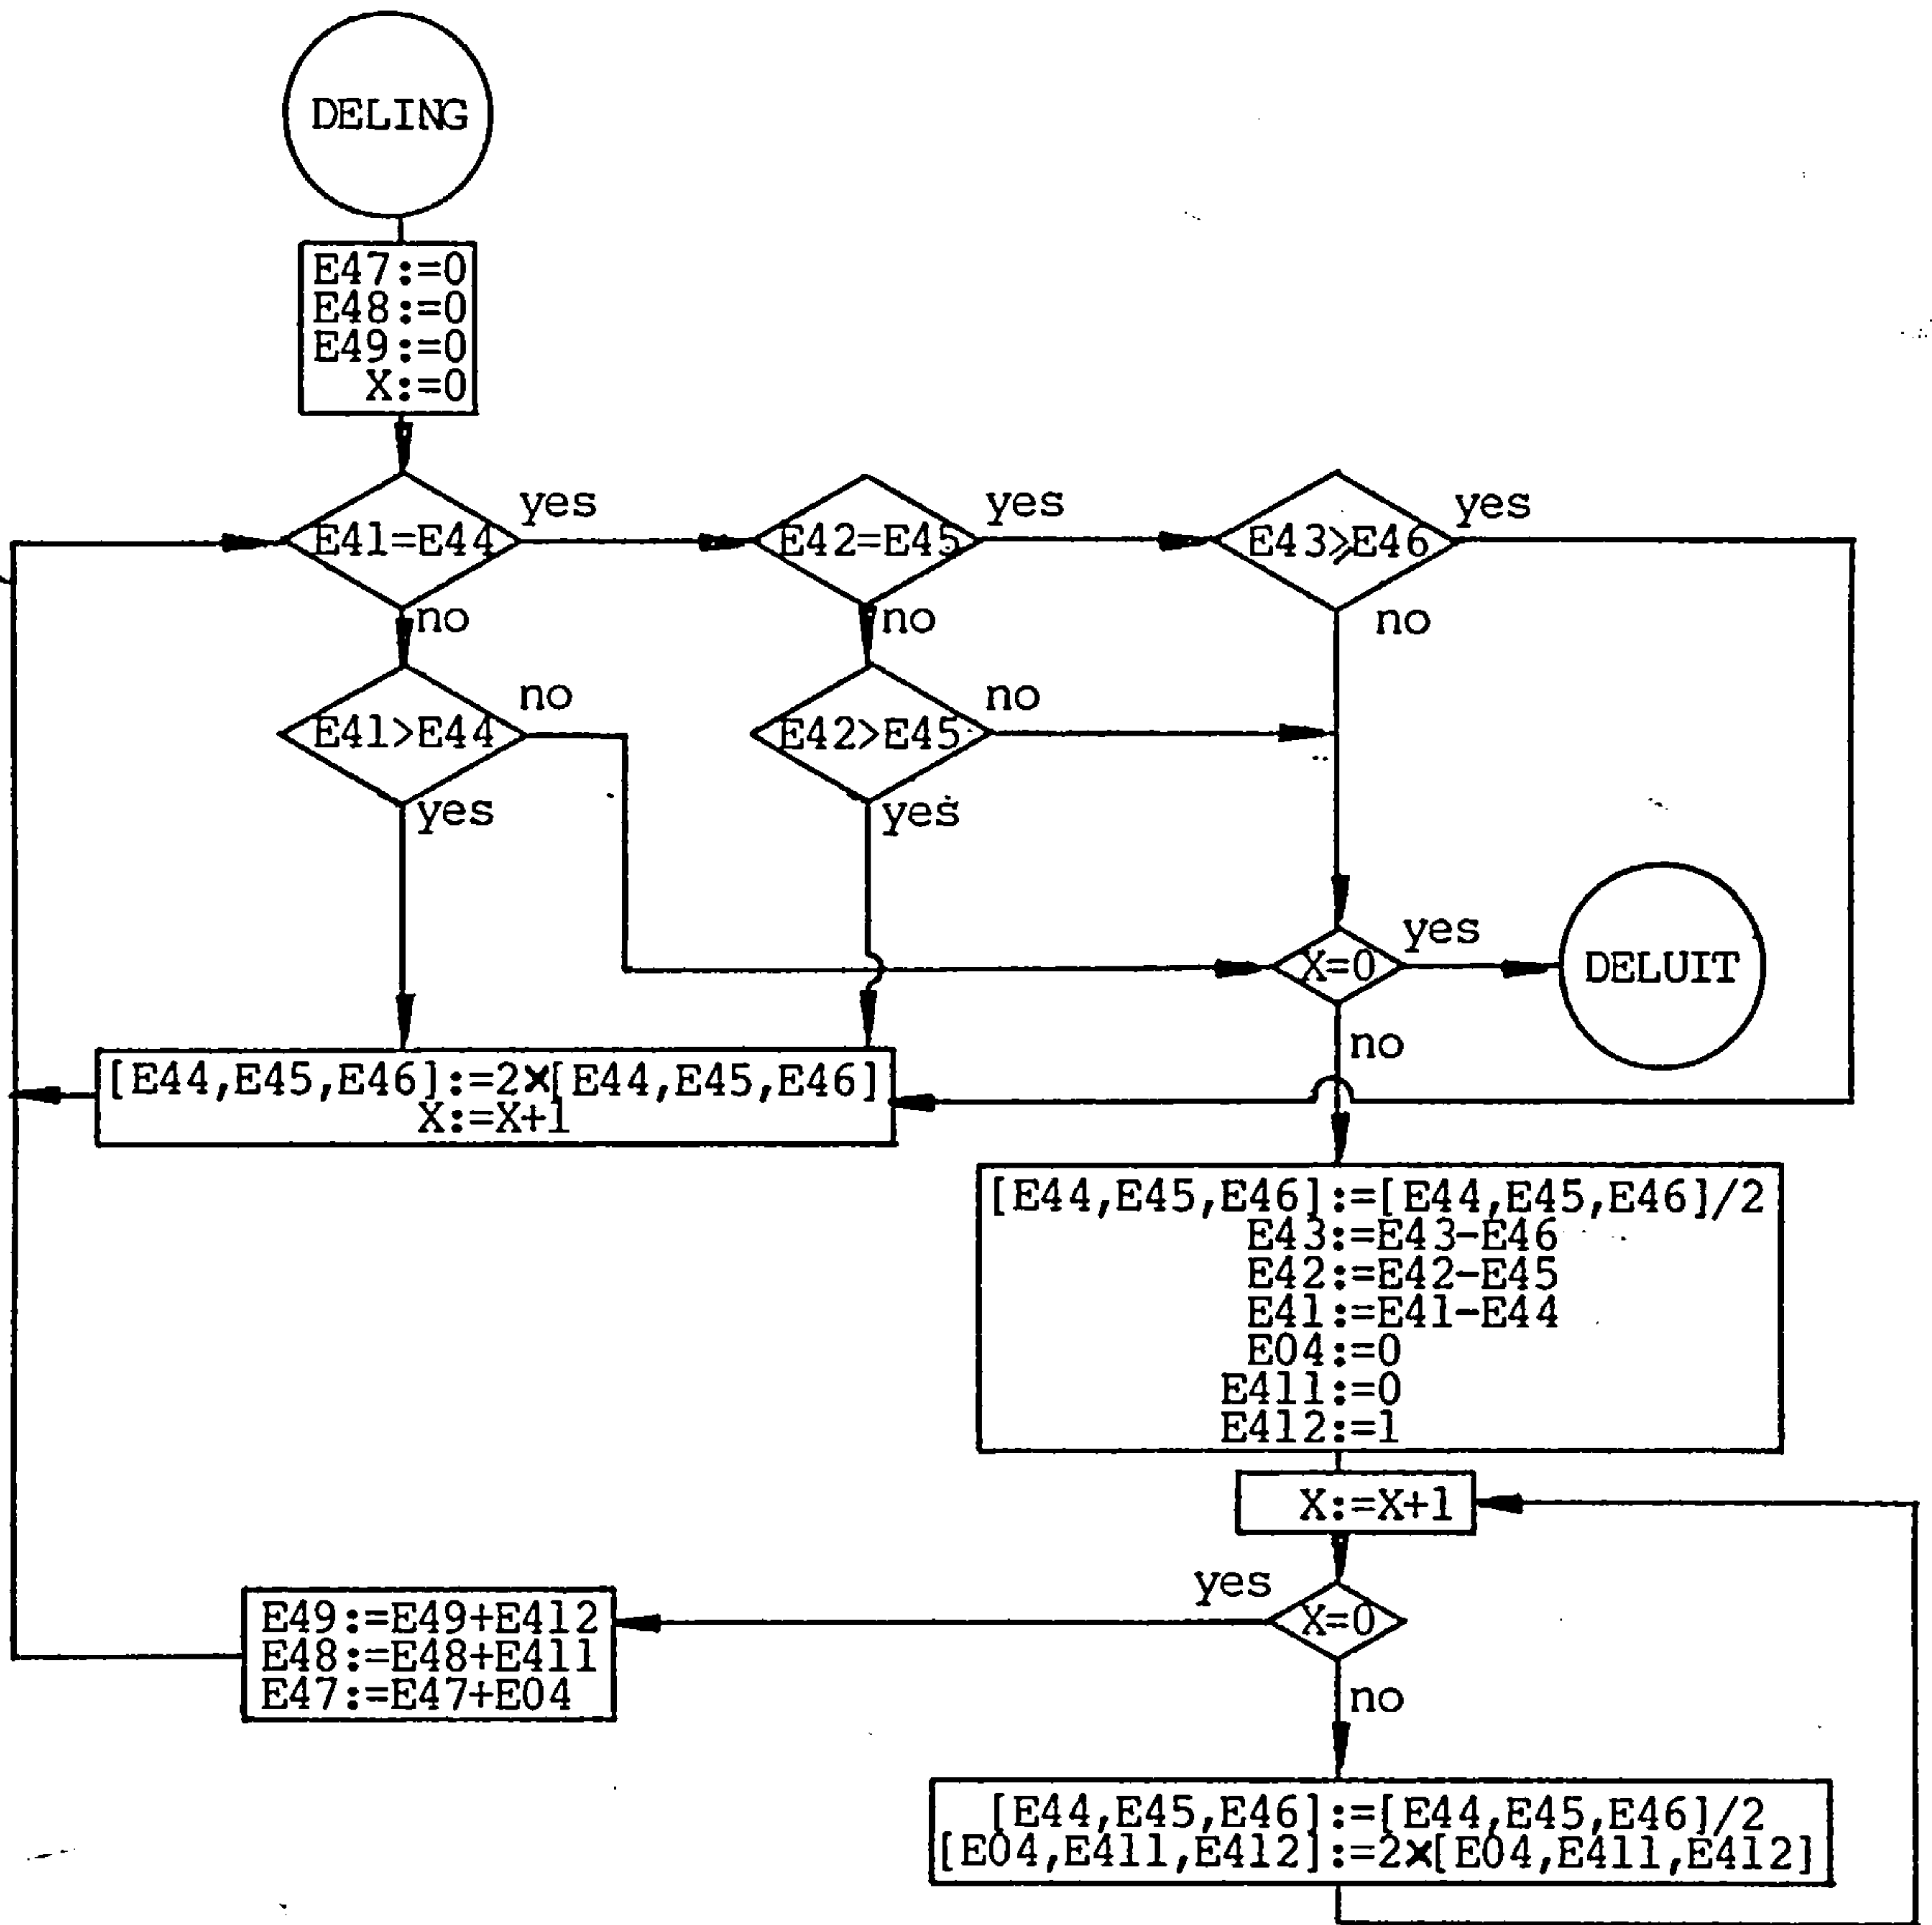 DELING
E47:=0
E48:=0
E49:=0
X:=0
E41=E44
yes
no
E42=E45
yes
no
E43⩾E46
yes
no
E41>E44
no
yes
E42>E45
no
yes
X=0
yes
no
DELUIT
[E44,E45,E46]:=2×[E44,E45,E46]
X:=X+1
[E44,E45,E46]:=[E44,E45,E46]/2
E43:=E43-E46
E42:=E42-E45
E41:=E41-E44
E04:=0
E411:=0
E412:=1
X:=X+1
yes
X=0
no
E49:=E49+E412
E48:=E48+E411
E47:=E47+E04
[E44,E45,E46]:=[E44,E45,E46]/2
[E04,E411,E412]:=2×[E04,E411,E412]